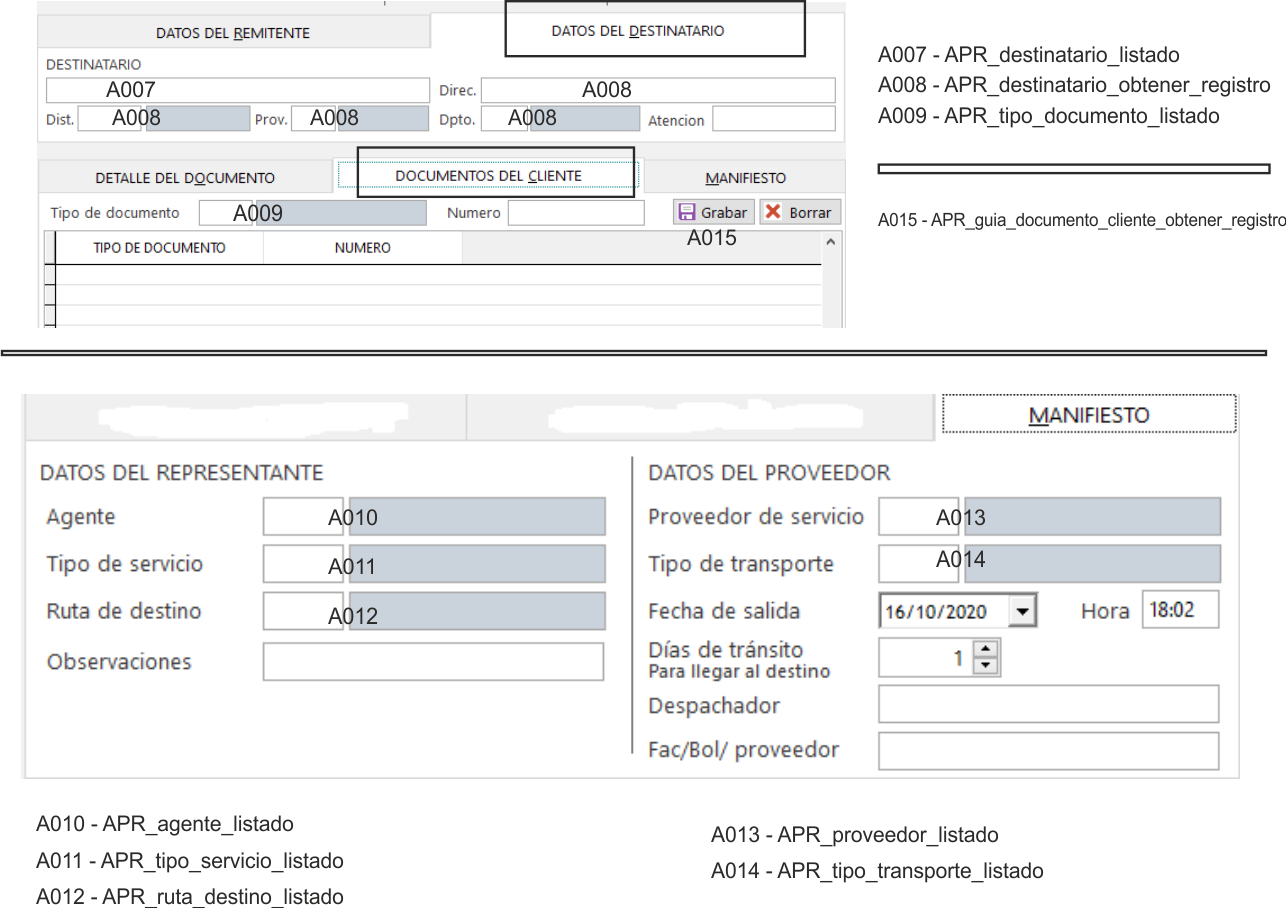 DATOS DEL REMITENTE
DATOS DEL DESTINATARIO
DESTINATARIO
A007
Direc.
A008
Dist.
A008
Prov.
A008
Dpto.
A008
Atencion
A007 - APR_destinatario_listado
A008 - APR_destinatario_obtener_registro
A009 - APR_tipo_documento_listado
DETALLE DEL DOCUMENTO
DOCUMENTOS DEL CLIENTE
MANIFIESTO
Tipo de documento
A009
Numero
Grabar
Borrar
A015
TIPO DE DOCUMENTO
NUMERO
A015 - APR_guia_documento_cliente_obtener_registro
MANIFIESTO
DATOS DEL REPRESENTANTE
Agente
A010
Tipo de servicio
A011
Ruta de destino
A012
Observaciones
DATOS DEL PROVEEDOR
Proveedor de servicio
A013
Tipo de transporte
A014
Fecha de salida
16/10/2020
Hora
18:02
Días de tránsito
Para llegar al destino
1
Despachador
Fac/Bol/ proveedor
A010 - APR_agente_listado
A011 - APR_tipo_servicio_listado
A012 - APR_ruta_destino_listado
A013 - APR_proveedor_listado
A014 - APR_tipo_transporte_listado